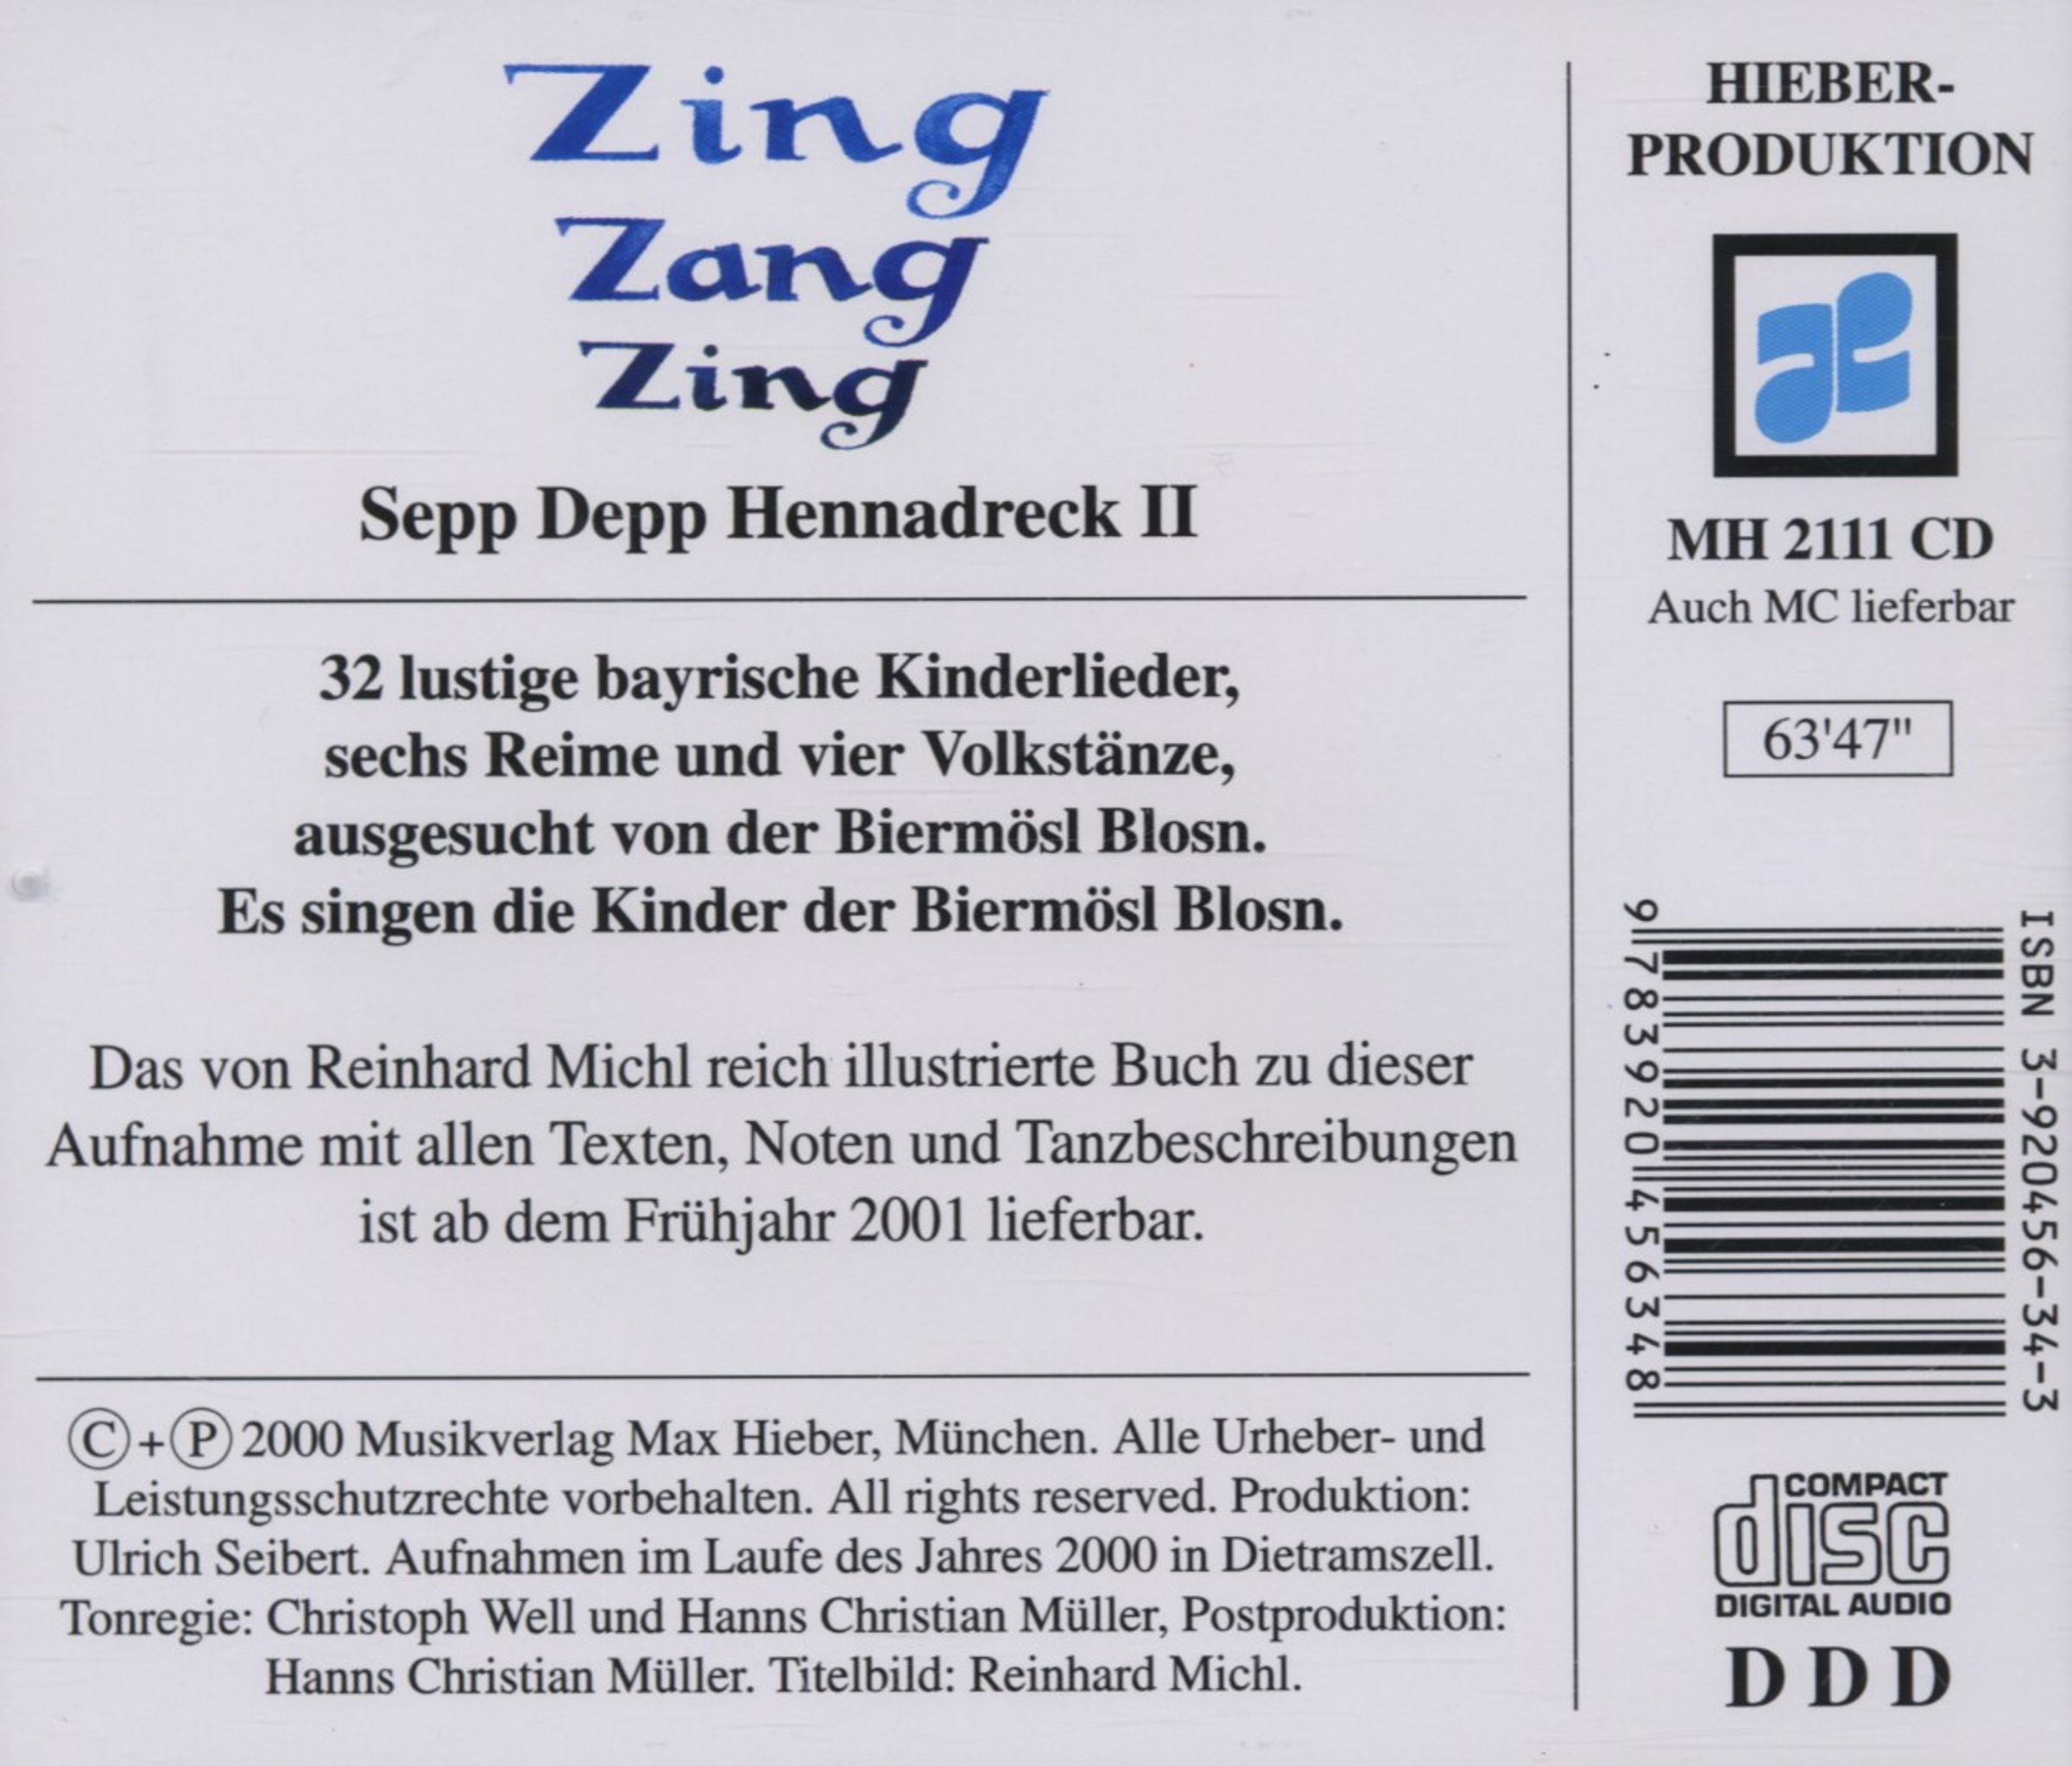 Zing
Zang
Zing
Sepp Depp Hennadreck II
32 lustige bayrische Kinderlieder,
sechs Reime und vier Volkstänze,
ausgesucht von der Biermösl Blosn.
Es singen die Kinder der Biermösl Blosn.
Das von Reinhard Michl reich illustrierte Buch zu dieser
Aufnahme mit allen Texten, Noten und Tanzbeschreibungen
ist ab dem Frühjahr 2001 lieferbar.
Ⓒ+Ⓟ 2000 Musikverlag Max Hieber, München. Alle Urheber- und
Leistungsschutzrechte vorbehalten. All rights reserved. Produktion:
Ulrich Seibert. Aufnahmen im Laufe des Jahres 2000 in Dietramszell.
Tonregie: Christoph Well und Hanns Christian Müller, Postproduktion:
Hanns Christian Müller. Titelbild: Reinhard Michl.
HIEBER-
PRODUKTION
MH 2111 CD
Auch MC lieferbar
63'47"
ISBN 3-920456-34-3
9 783920 456348
COMPACT
disc
DIGITAL AUDIO
D D D